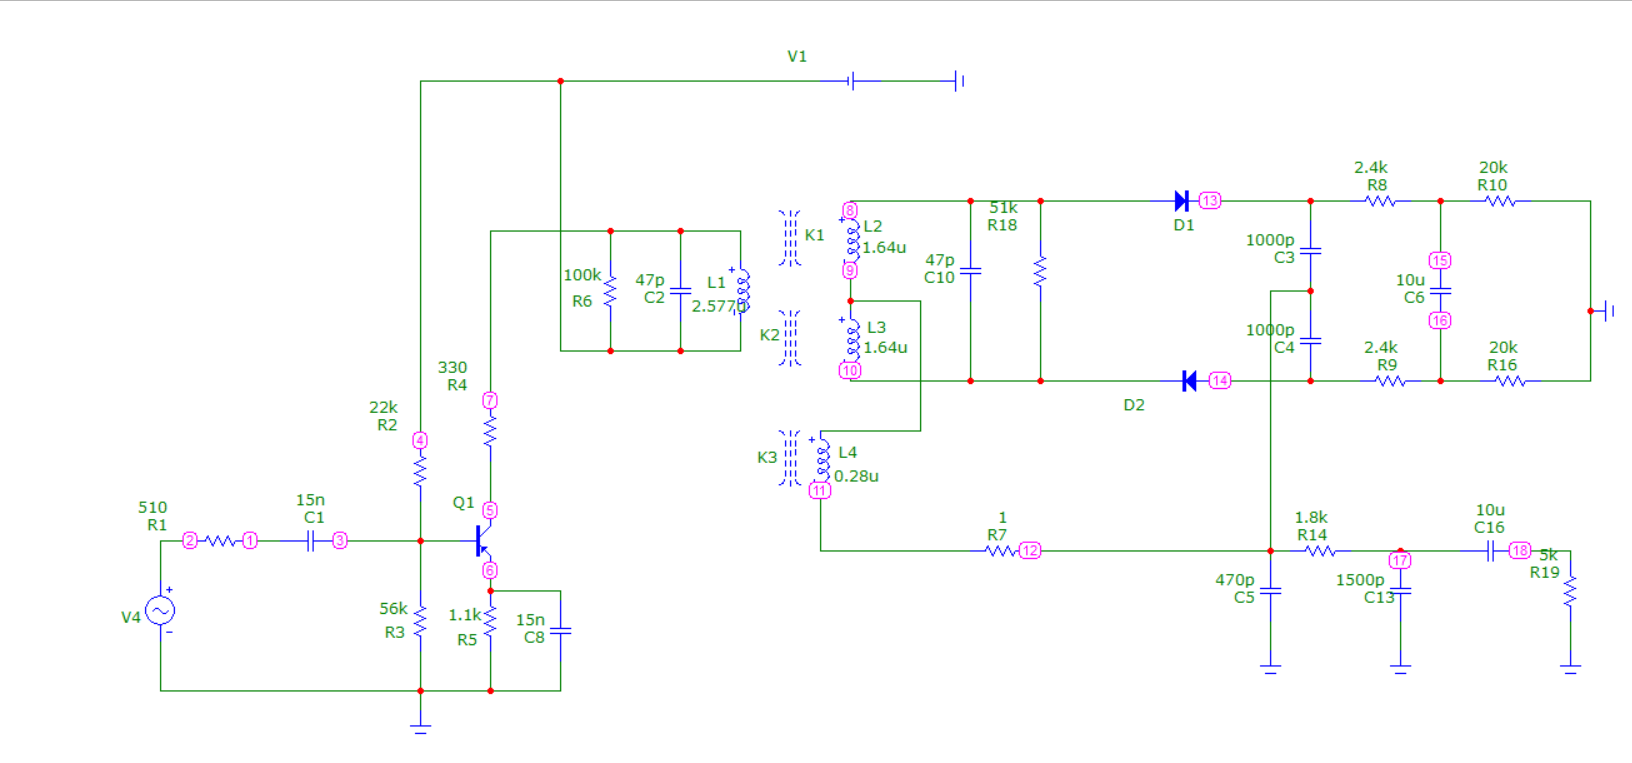 V1
2.4k
R8
20k
R10
8
L2
1.64u
K1
9
51k
R18
13
D1
1000p
C3
47p
C10
15
10u
C6
16
100k
R6
47p
C2
L1
2.577u
K2
L3
1.64u
10
1000p
C4
2.4k
R9
20k
R16
14
D2
330
R4
7
22k
R2
4
K3
L4
0.28u
11
510
R1
15n
C1
2
1
3
Q1
5
6
1
R7
12
1.8k
R14
10u
C16
17
18
5k
R19
V4
56k
R3
1.1k
R5
15n
C8
470p
C5
1500p
C13